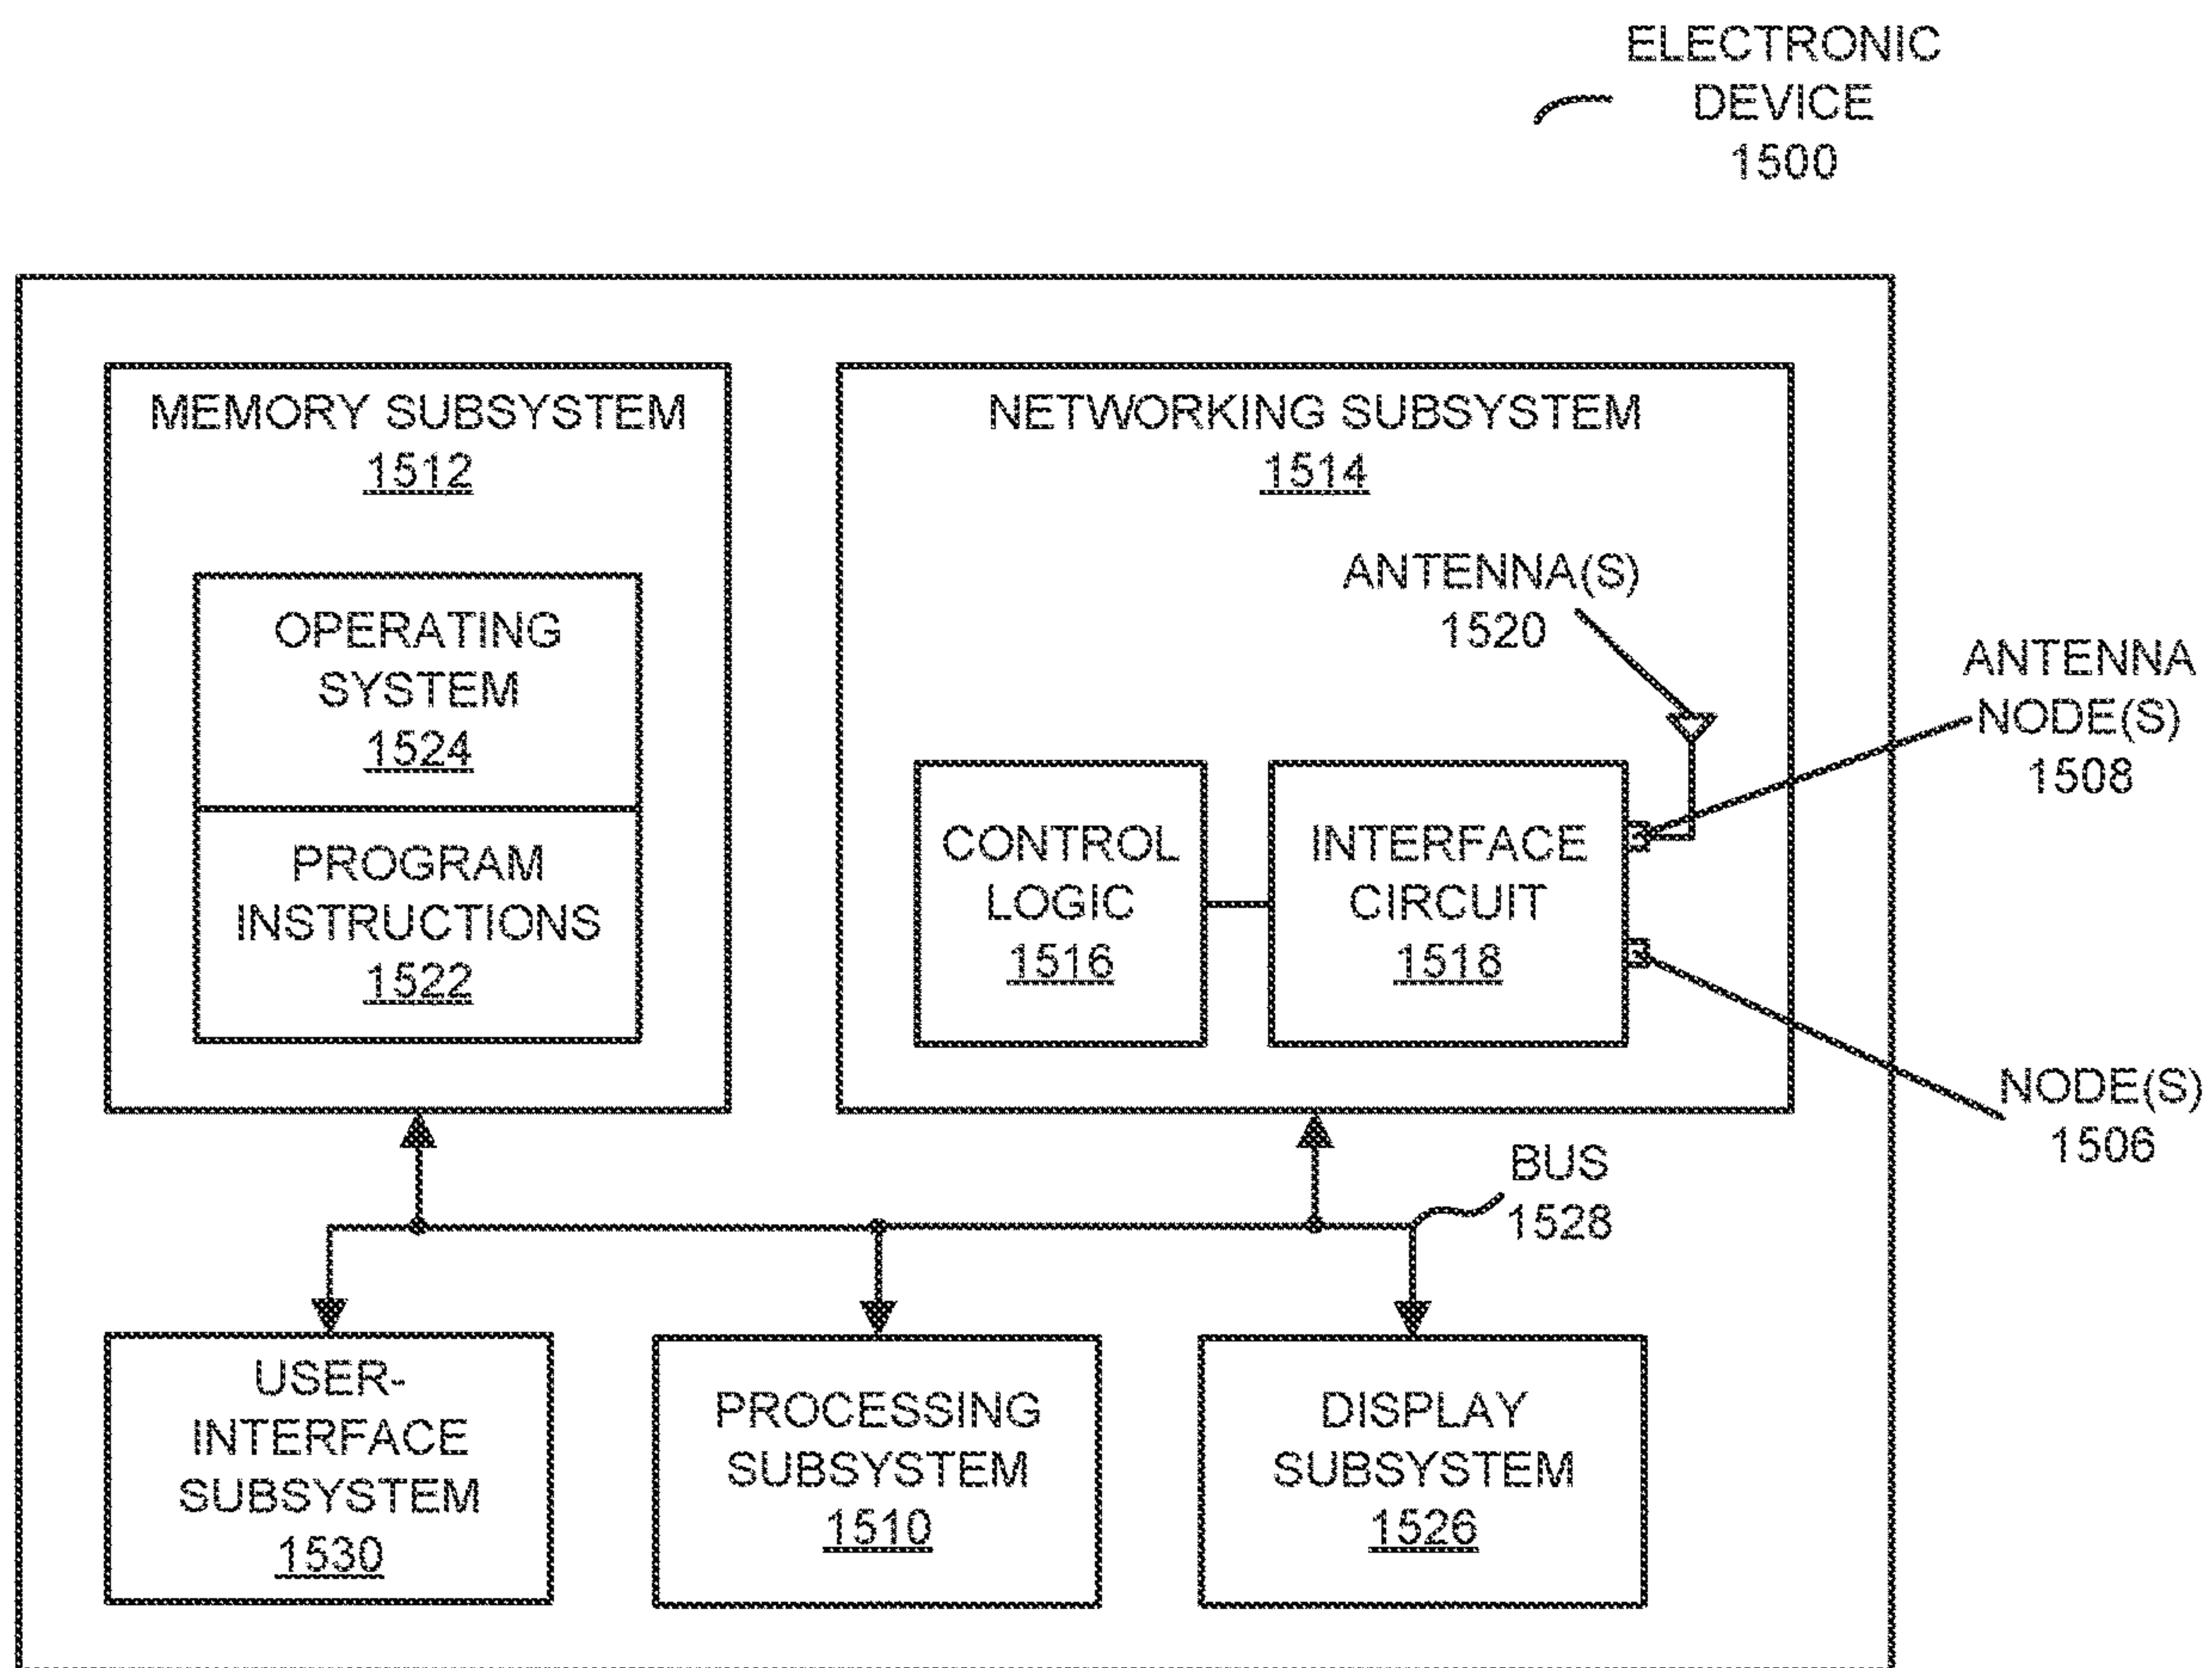 ELECTRONIC
DEVICE
1500
MEMORY SUBSYSTEM
1512
OPERATING
SYSTEM
1524
PROGRAM
INSTRUCTIONS
1522
NETWORKING SUBSYSTEM
1514
ANTENNA(S)
1520
CONTROL
LOGIC
1516
INTERFACE
CIRCUIT
1518
ANTENNA
NODE(S)
1508
NODE(S)
1506
BUS
1528
USER-
INTERFACE
SUBSYSTEM
1530
PROCESSING
SUBSYSTEM
1510
DISPLAY
SUBSYSTEM
1526